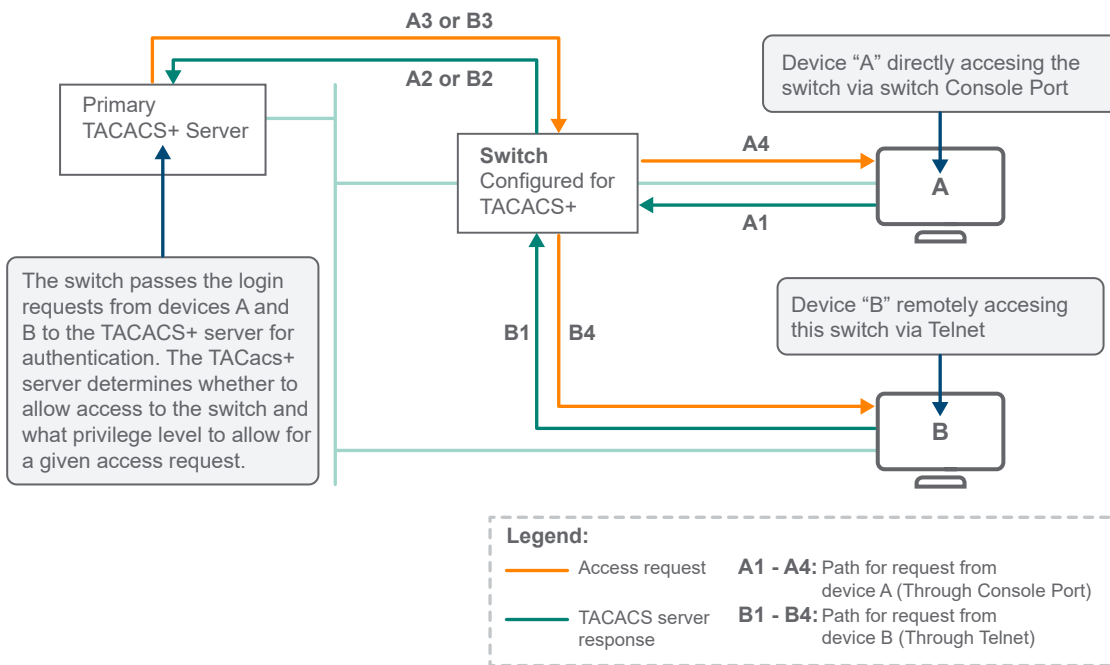 A3 or B3
A2 or B2
Primary
TACACS+ Server
Device “A” directly accesing the
switch via switch Console Port
Switch
Configured for
TACACS+
A4
A
A1
The switch passes the login
requests from devices A and
B to the TACACS+ server for
authentication. The TACacs+
server determines whether to
allow access to the switch and
what privilege level to allow for
a given access request.
Device “B” remotely accesing
this switch via Telnet
B1
B4
B
Legend:
Access request
A1 - A4: Path for request from
device A (Through Console Port)
TACACS server
response
B1 - B4: Path for request from
device B (Through Telnet)